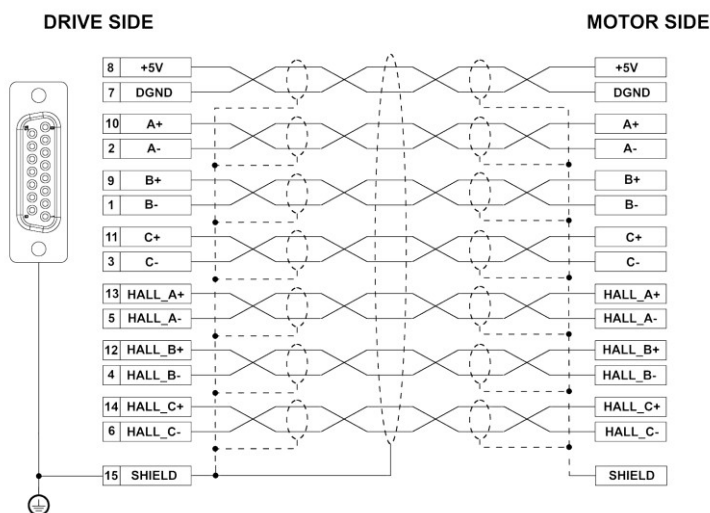 DRIVE SIDE MOTOR SIDE
8 +5V +5V
7 DGND DGND
10 A+ A+
2 A- A-
9 B+ B+
1 B- B-
11 C+ C+
3 C- C-
13 HALL_A+ HALL_A+
5 HALL_A- HALL_A-
12 HALL_B+ HALL_B+
4 HALL_B- HALL_B-
14 HALL_C+ HALL_C+
6 HALL_C- HALL_C-
15 SHIELD SHIELD